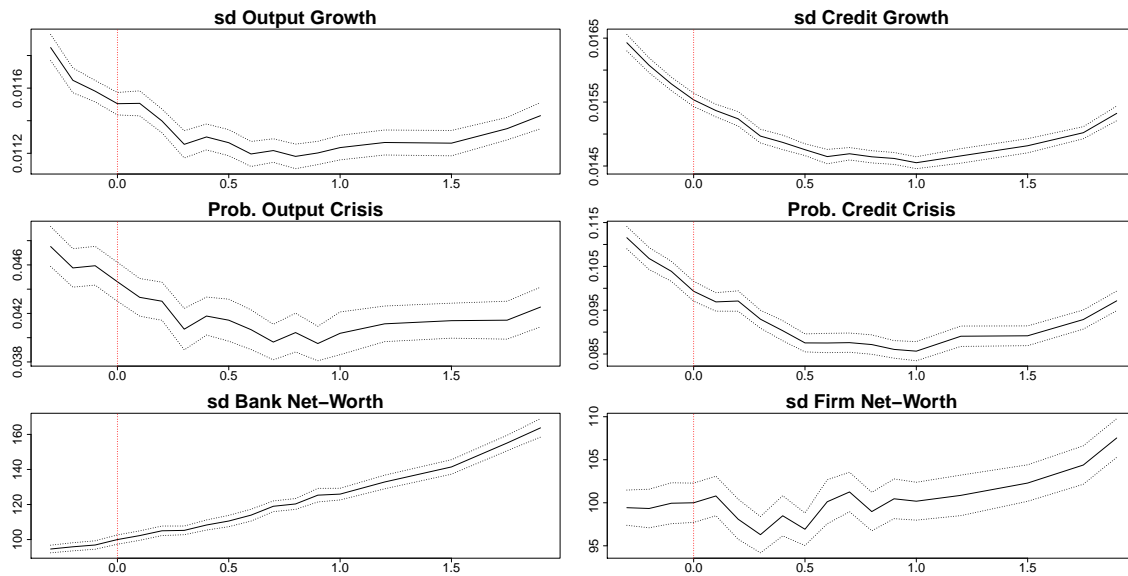 sd Output Growth
0.0116
0.0112
0.0 0.5 1.0 1.5
sd Credit Growth
0.0165
0.0155
0.0145
0.0 0.5 1.0 1.5
Prob. Output Crisis
0.046
0.042
0.038
0.0 0.5 1.0 1.5
Prob. Credit Crisis
0.115
0.105
0.095
0.085
0.0 0.5 1.0 1.5
sd Bank Net−Worth
160
140
120
100
0.0 0.5 1.0 1.5
sd Firm Net−Worth
110
105
100
95
0.0 0.5 1.0 1.5